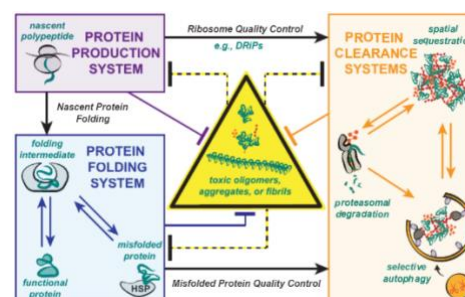 nascent
polypeptide
PROTEIN
PRODUCTION
SYSTEM
Ribosome Quality Control
e.g., DRiPs
PROTEIN
CLEARANCE
SYSTEMS
spatial
sequestration
Nascent Protein
Folding
folding
intermediate
PROTEIN
FOLDING
SYSTEM
toxic oligomers,
aggregates, or fibrils
proteasomal
degradation
misfolded
protein
functional
protein
HSP
Misfolded Protein Quality Control
selective
autophagy